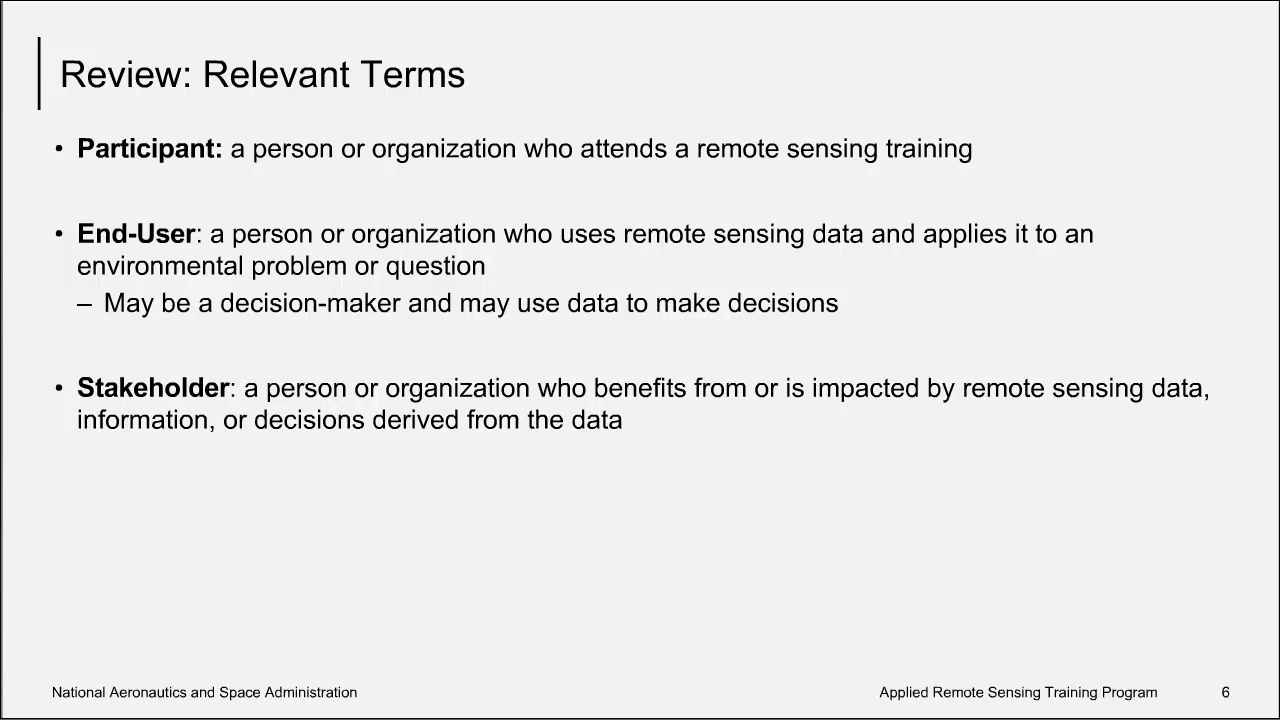 Review: Relevant Terms
• Participant: a person or organization who attends a remote sensing training
• End-User: a person or organization who uses remote sensing data and applies it to an
environmental problem or question
– May be a decision-maker and may use data to make decisions
• Stakeholder: a person or organization who benefits from or is impacted by remote sensing data,
information, or decisions derived from the data
National Aeronautics and Space Administration
Applied Remote Sensing Training Program
6